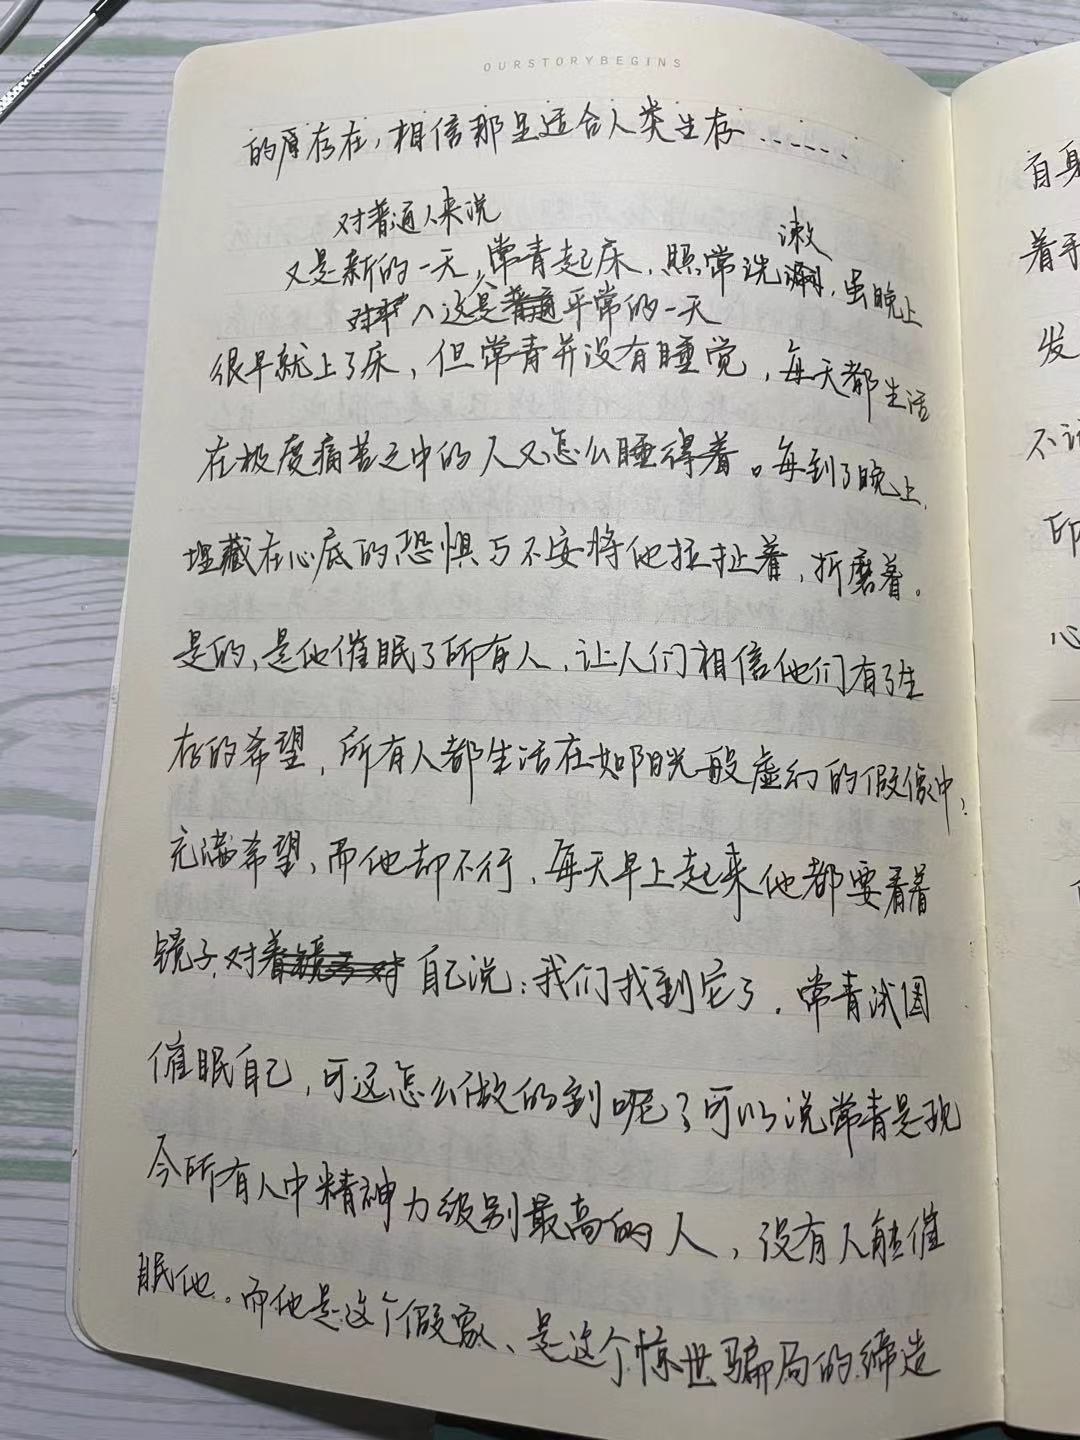 OURSTORYBEGINS
的存在,相信那是适合人类生存......
对普通人来说
漱
又是新的一天,常青起床,照常洗,虽晚上
这是平常的一天
很早就上了床,但常青并没有睡觉,每天都生活
在极度痛苦之中的人又怎么睡得着。每到了晚上,
埋藏在心底的恐惧与不安将他拉扯着,折磨着。
是的,是他催眠了所有人,让人们相信他们有了生
存的希望,所有人都生活在如阳光般虚幻的假像中,
充满希望,而他却不行,每天早上起来他都要看着
镜子,对自己说:我们找到它了,常青试图
催眠自己,可这怎么做的到呢?可以说常青是现
今所有人中精神力级别最高的人,没有人能催
眠他。而他是这个假象、是这个惊世骗局的缔造
自身
着手
发
不
印
心